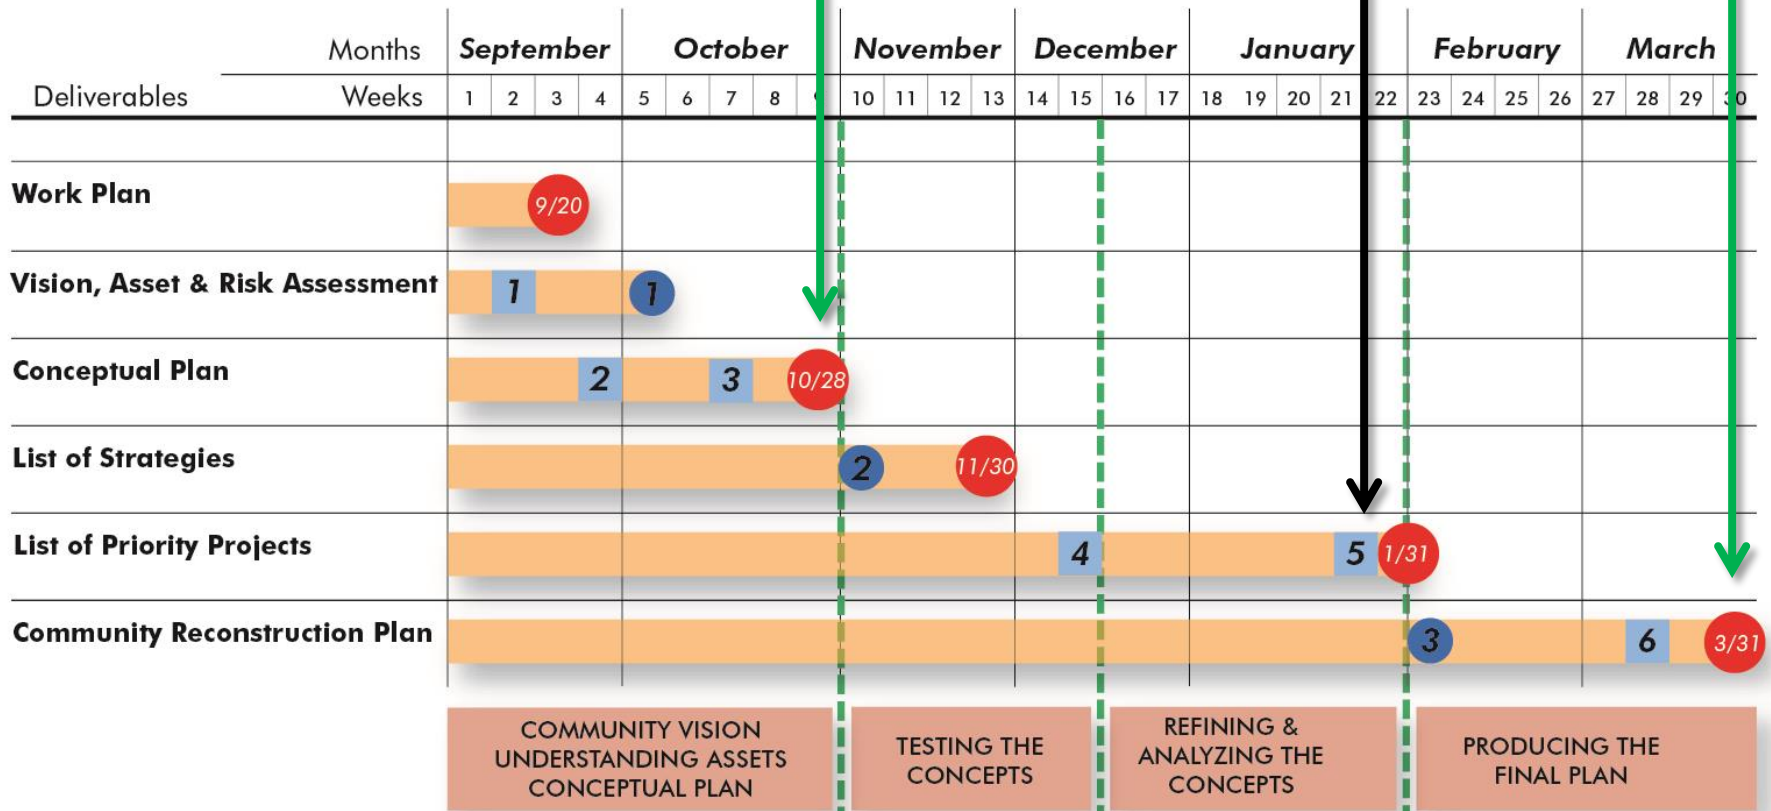 Months September October November December January February March
Deliverables Weeks 1 2 3 4 5 6 7 8 10 11 12 13 14 15 16 17 18 19 20 21 22 23 24 25 26 27 28 29 30
Work Plan 9/20
Vision, Asset & Risk Assessment 1 1
Conceptual Plan 2 3 10/28
List of Strategies 2 11/30
List of Priority Projects 4 5 1/31
Community Reconstruction Plan 3 6 3/31
COMMUNITY VISION
UNDERSTANDING ASSETS
CONCEPTUAL PLAN
TESTING THE
CONCEPTS
REFINING &
ANALYZING THE
CONCEPTS
PRODUCING THE
FINAL PLAN